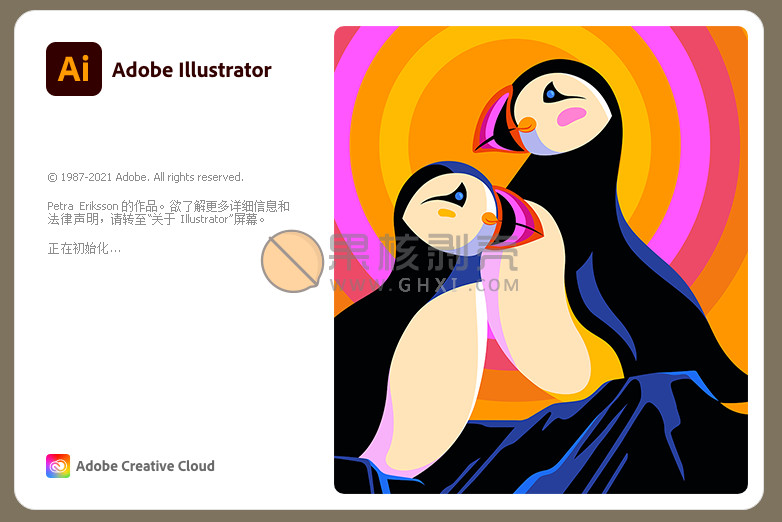 Ai
Adobe Illustrator
© 1987-2021 Adobe. All rights reserved.
Petra Eriksson 的作品。欲了解更多详细信息和
法律声明，请转至“关于 Illustrator”屏幕。
正在初始化...
果核剥壳
WWW.GHXI.COM
Adobe Creative Cloud